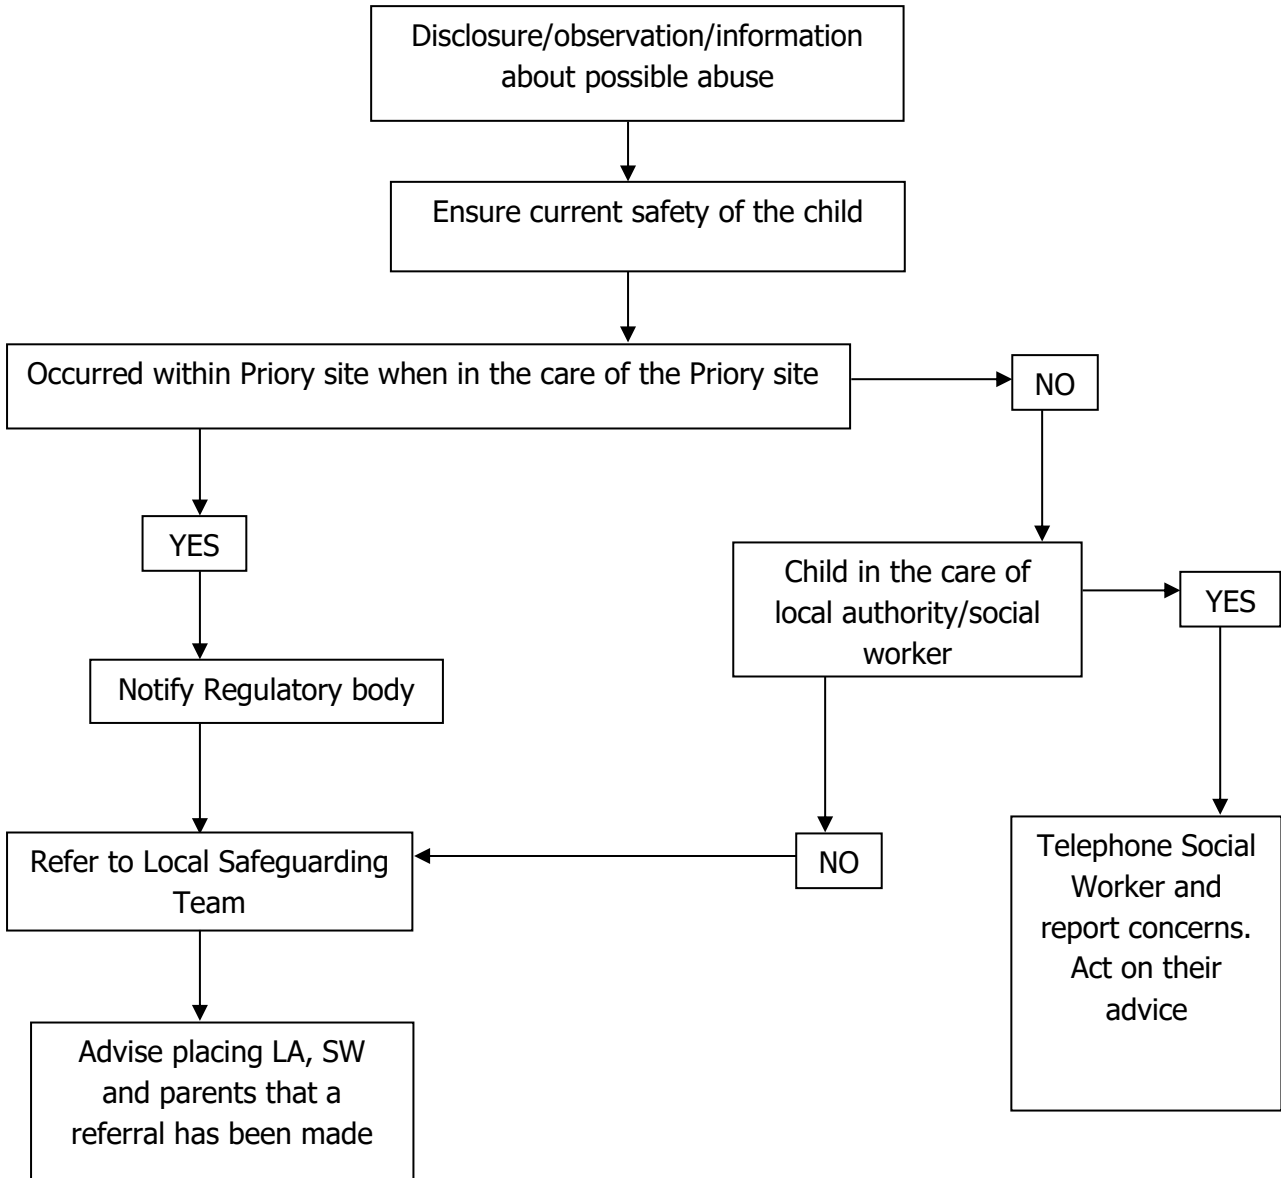 Disclosure/observation/information
about possible abuse
Ensure current safety of the child
Occurred within Priory site when in the care of the Priory site
NO
YES
Child in the care of
local authority/social
worker
YES
Notify Regulatory body
Refer to Local Safeguarding
Team
NO
Telephone Social
Worker and
report concerns.
Act on their
advice
Advise placing LA, SW
and parents that a
referral has been made